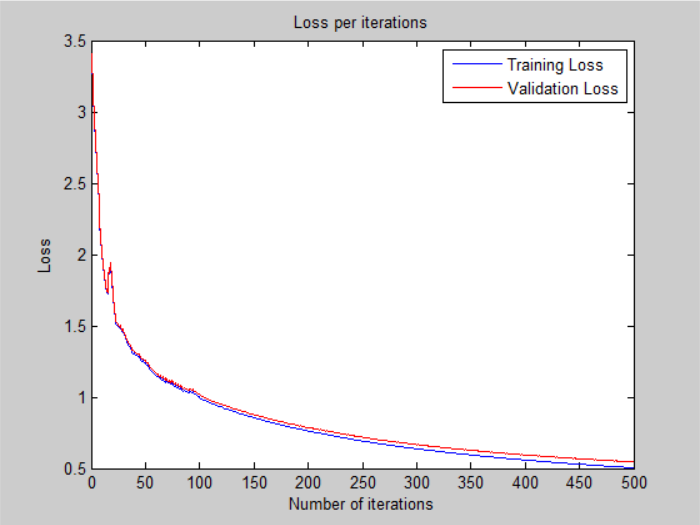 Loss per iterations
3.5
3
2.5
2
1.5
1
0.5
Loss
Training Loss
Validation Loss
0 50 100 150 200 250 300 350 400 450 500
Number of iterations